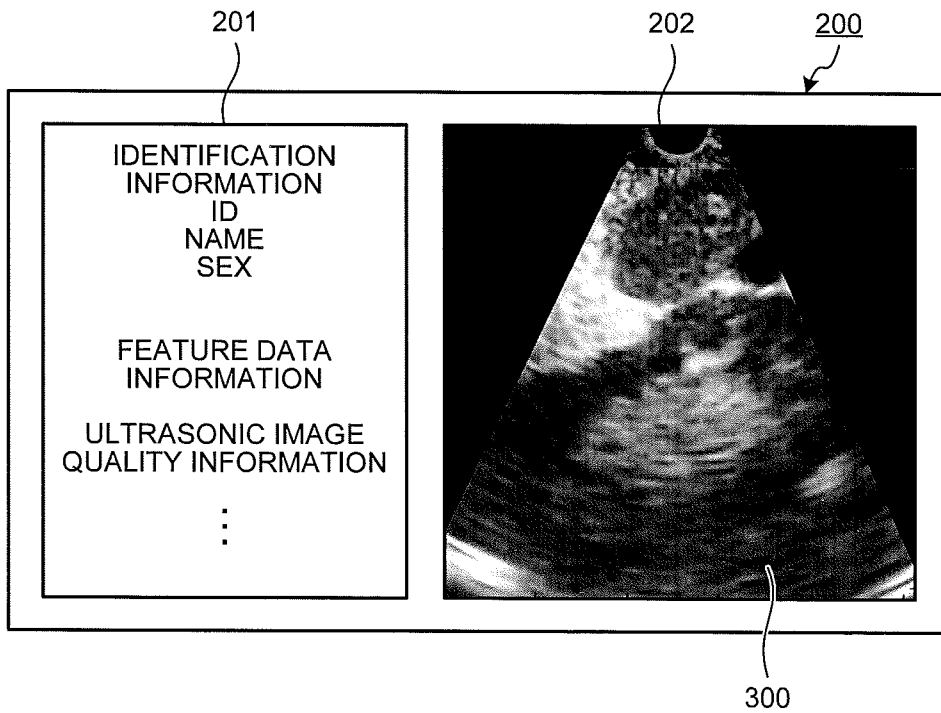 201
202
200
IDENTIFICATION
INFORMATION
ID
NAME
SEX
FEATURE DATA
INFORMATION
ULTRASONIC IMAGE
QUALITY INFORMATION
⋮
300